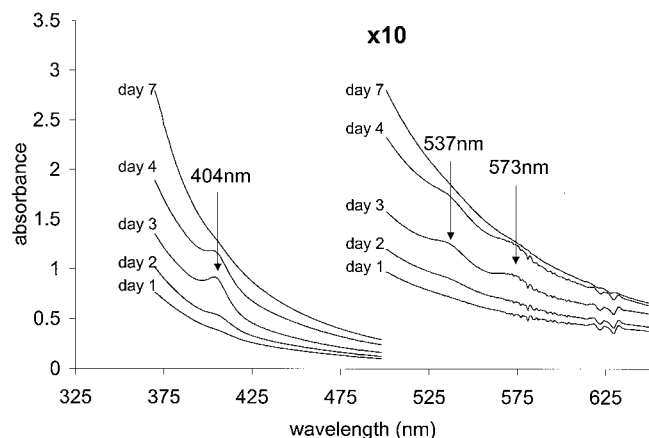 x10
absorbance
3.5
3
2.5
2
1.5
1
0.5
0
day 7
day 4
day 3
day 2
day 1
404nm
day 7
day 4
day 3
day 2
day 1
537nm
573nm
325 375 425 475 525 575 625
wavelength (nm)